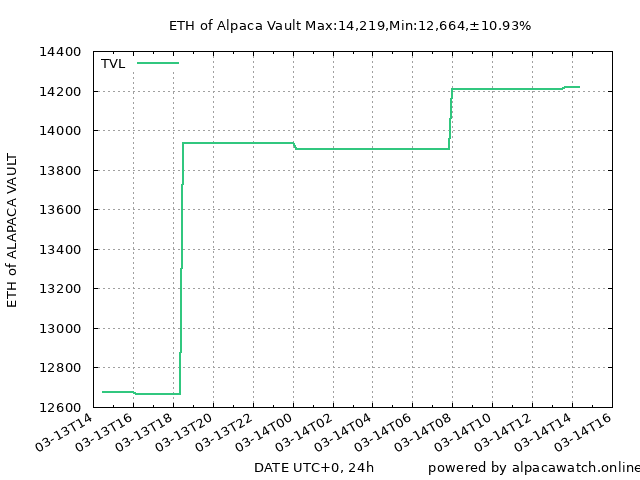 ETH of Alpaca Vault Max:14,219,Min:12,664,±10.93%
TVL
14400
14200
14000
13800
13600
13400
13200
13000
12800
12600
ETH of ALAPACA VAULT
03-13T14
03-13T16
03-13T18
03-13T20
03-13T22
03-14T00
03-14T02
03-14T04
03-14T06
03-14T08
03-14T10
03-14T12
03-14T14
03-14T16
DATE UTC+0, 24h
powered by alpacawatch.online